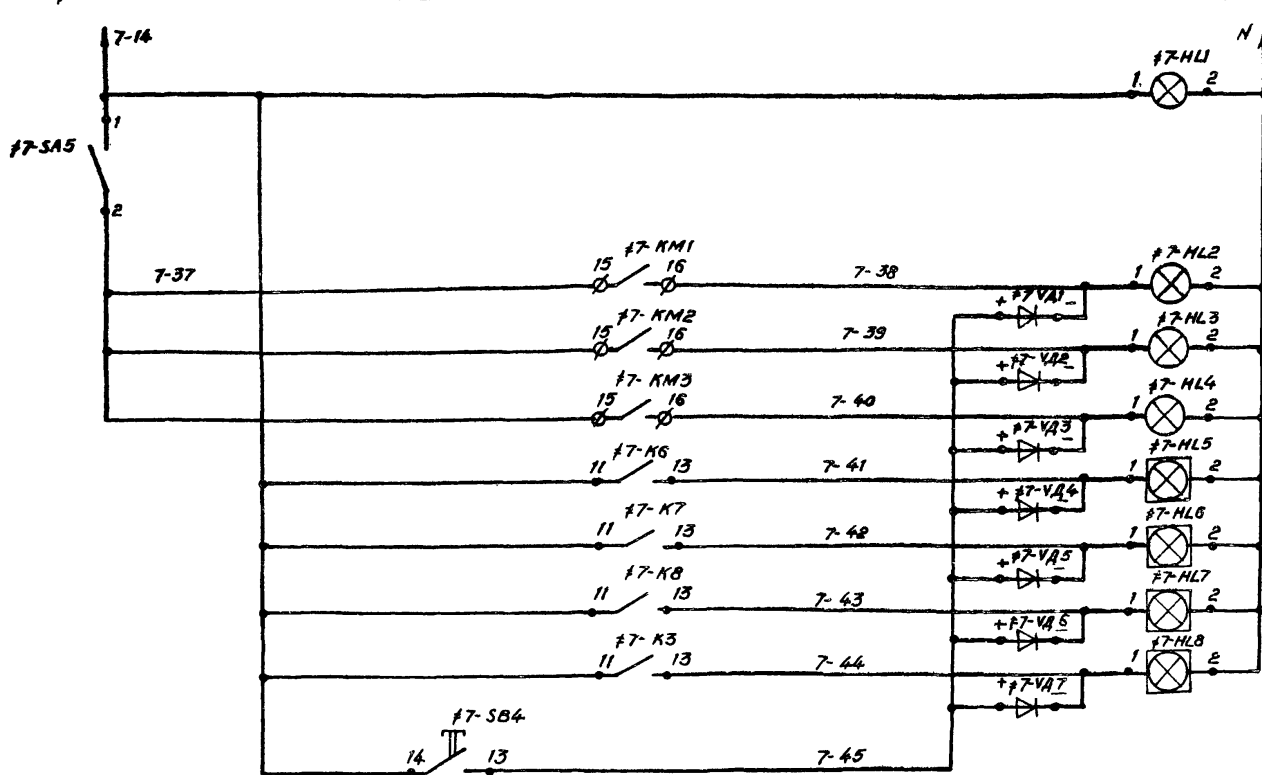 7-14
N
≠7-HL1
1 2
1
≠7-SA5
2
≠7-KM1
≠7-HL2
7-37
15 16
7-38
1 2
+ ≠7-VД1 -
≠7-KM2
≠7-HL3
15 16
7-39
1 2
+ ≠7-VД2 -
≠7-KM3
≠7-HL4
15 16
7-40
1 2
+ ≠7-VД3 -
≠7-K6
≠7-HL5
11 13
7-41
1 2
+ ≠7-VД4 -
≠7-K7
≠7-HL6
11 13
7-42
1 2
+ ≠7-VД5 -
≠7-K8
≠7-HL7
11 13
7-43
1 2
+ ≠7-VД6 -
≠7-K3
≠7-HL8
11 13
7-44
1 2
+ ≠7-VД7 -
≠7-SB4
14 13
7-45